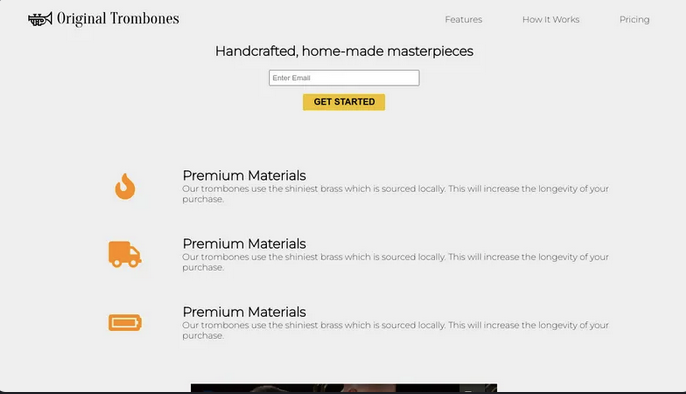 Original Trombones
Features
How It Works
Pricing
Handcrafted, home-made masterpieces
Enter Email
GET STARTED
Premium Materials
Our trombones use the shiniest brass which is sourced locally. This will increase the longevity of your
purchase.
Premium Materials
Our trombones use the shiniest brass which is sourced locally. This will increase the longevity of your
purchase.
Premium Materials
Our trombones use the shiniest brass which is sourced locally. This will increase the longevity of your
purchase.